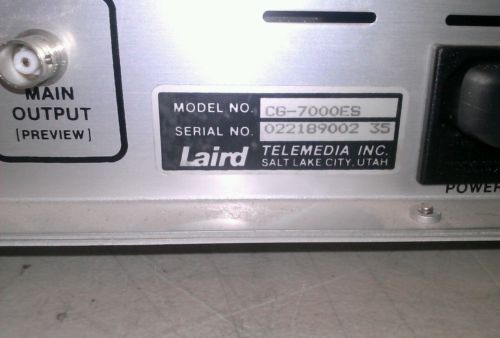 MAIN
OUTPUT
[PREVIEW]
MODEL NO. CG-7000ES
SERIAL NO. 022189002 35
Laird TELEMEDIA INC.
SALT LAKE CITY, UTAH
POWER